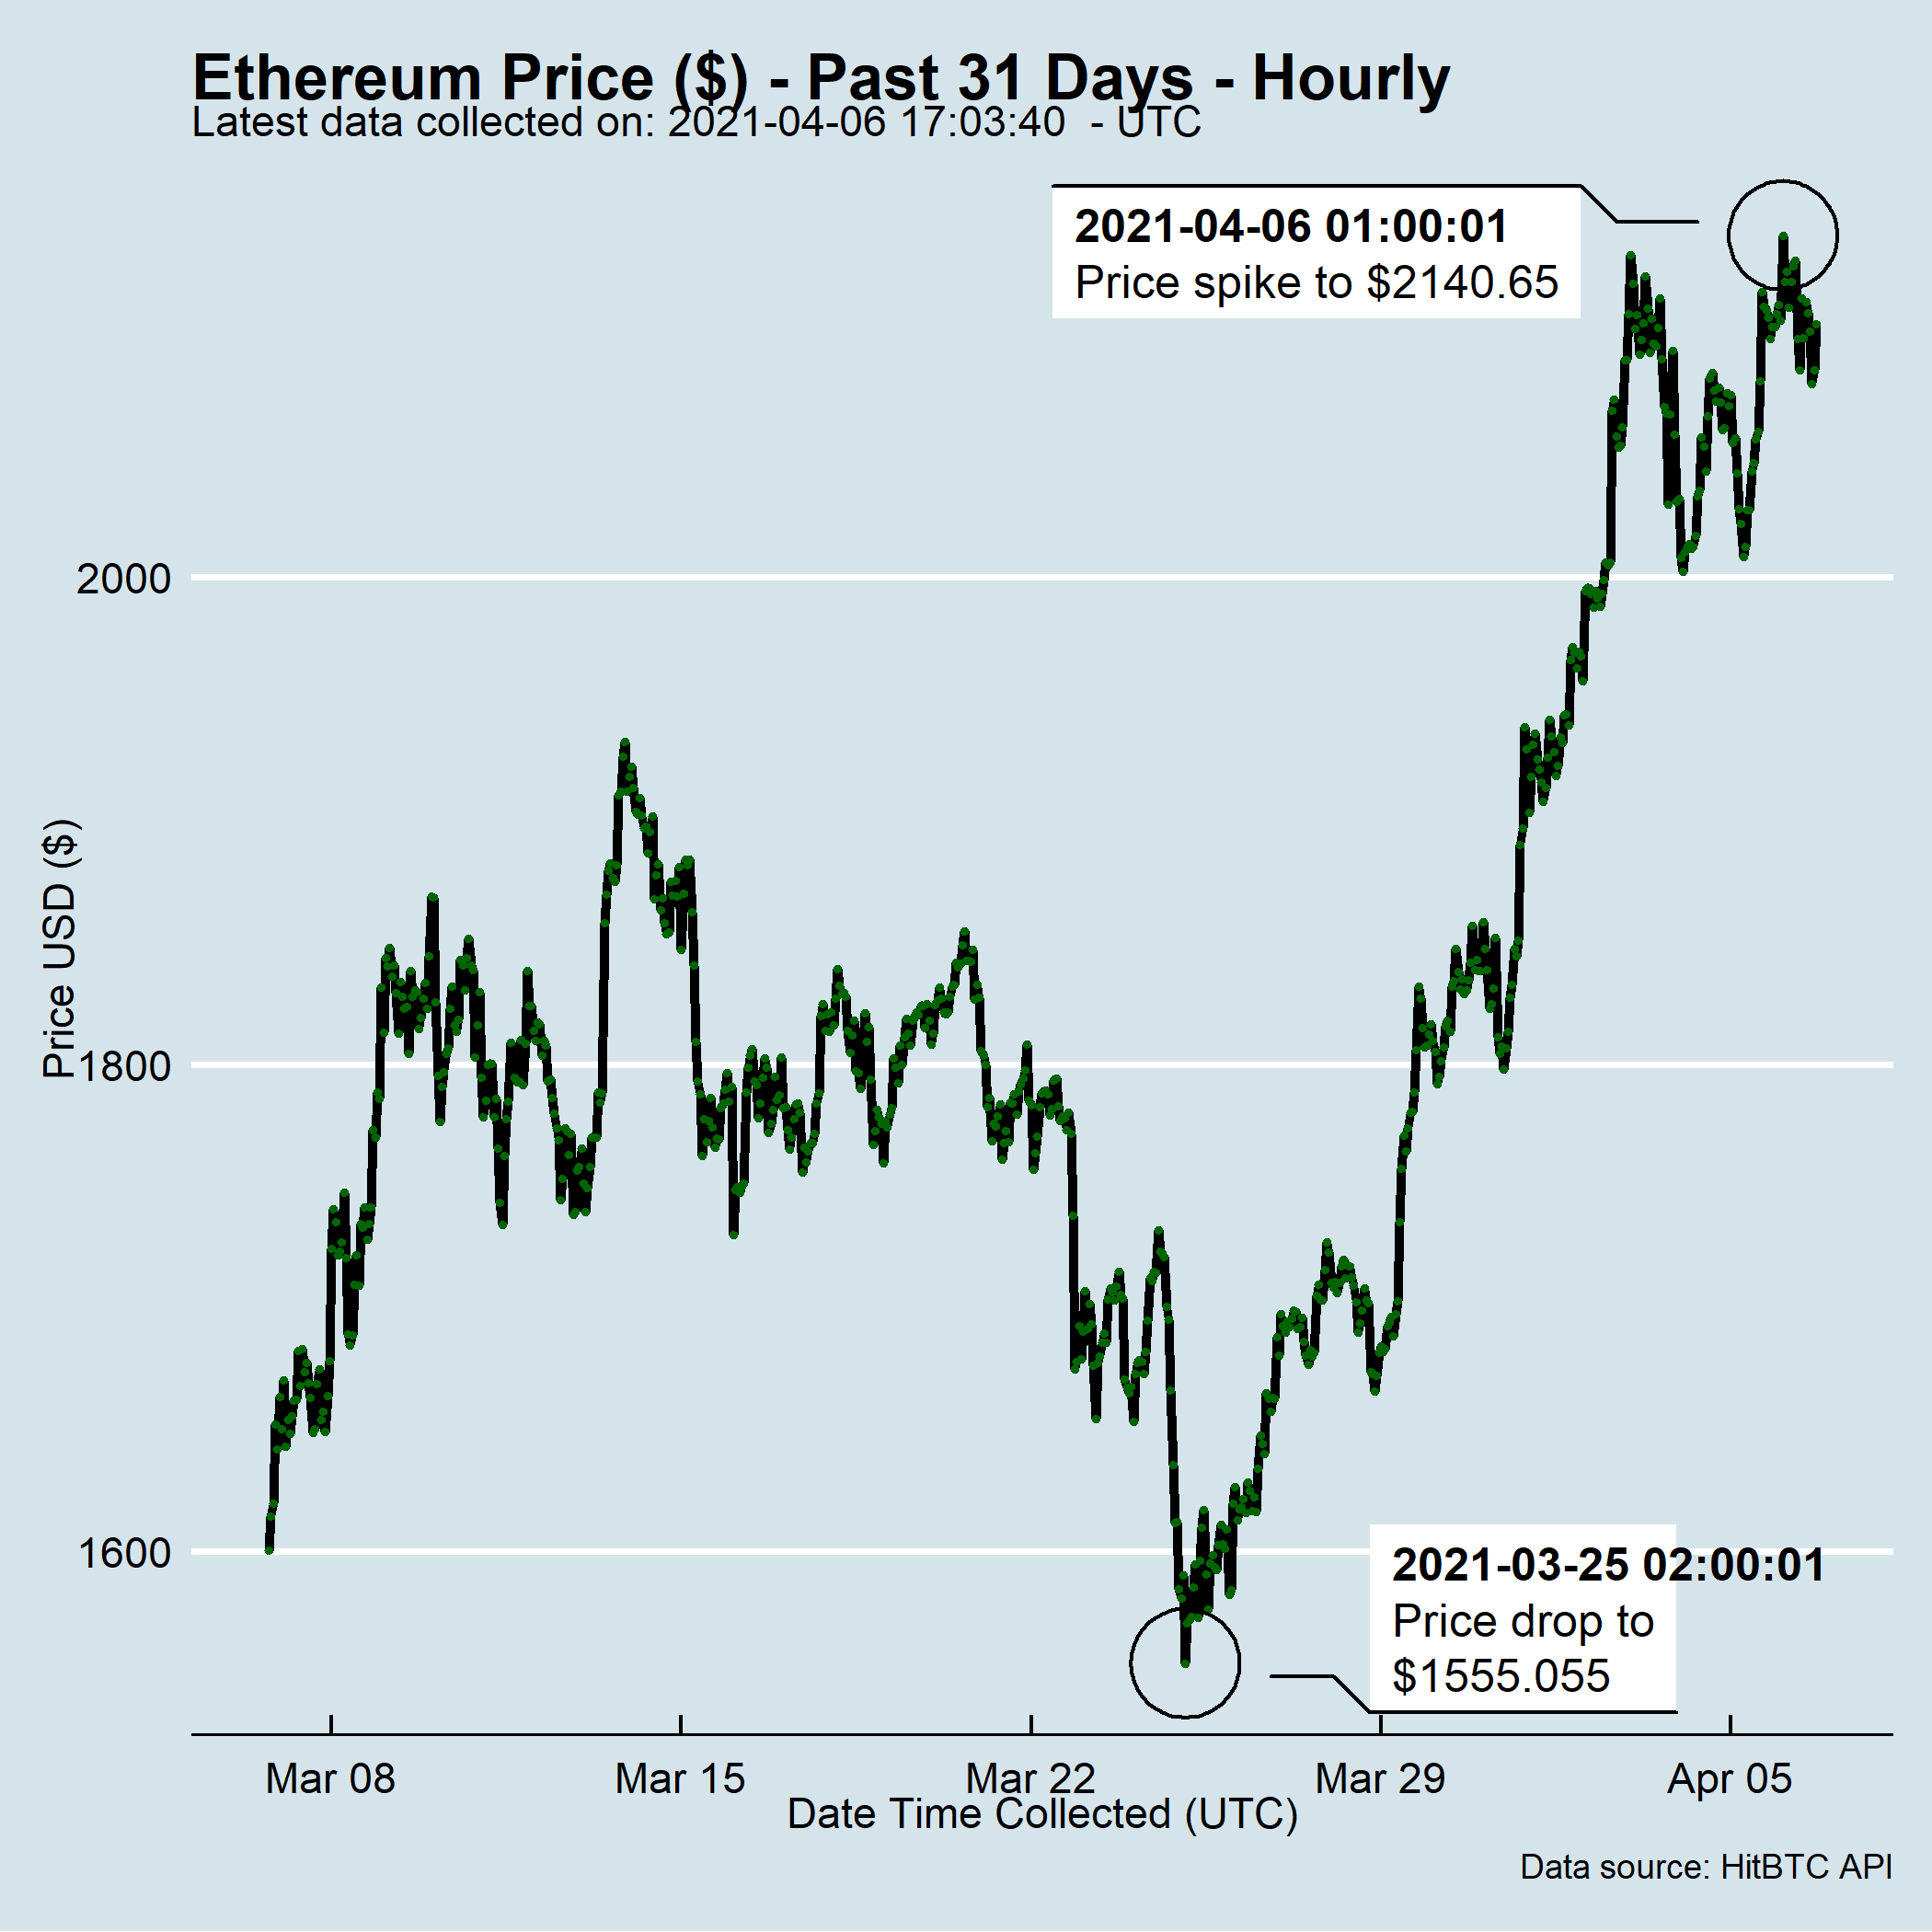 Ethereum Price ($) - Past 31 Days - Hourly
Latest data collected on: 2021-04-06 17:03:40  - UTC
2021-04-06 01:00:01
Price spike to $2140.65
2000
1800
1600
Price USD ($)
2021-03-25 02:00:01
Price drop to
$1555.055
Mar 08
Mar 15
Mar 22
Mar 29
Apr 05
Date Time Collected (UTC)
Data source: HitBTC API